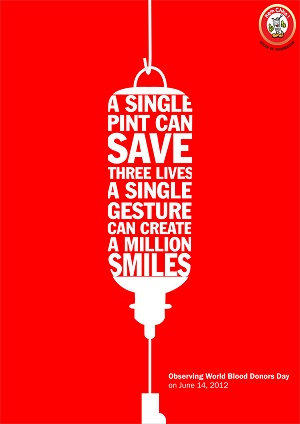 A SINGLE
PINT CAN
SAVE
THREE LIVES
A SINGLE
GESTURE
CAN CREATE
A MILLION
SMILES
Observing World Blood Donors Day
on June 14, 2012